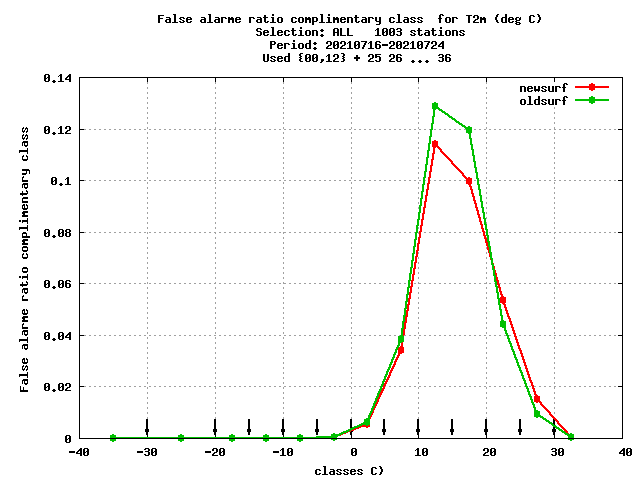 False alarme ratio complimentary class  for T2m (deg C)
Selection: ALL   1003 stations
Period: 20210716-20210724
Used {00,12} + 25 26 ... 36
newsurf
oldsurf
False alarme ratio complimentary class
0.14
0.12
0.1
0.08
0.06
0.04
0.02
0
-40 -30 -20 -10 0 10 20 30 40
classes C)